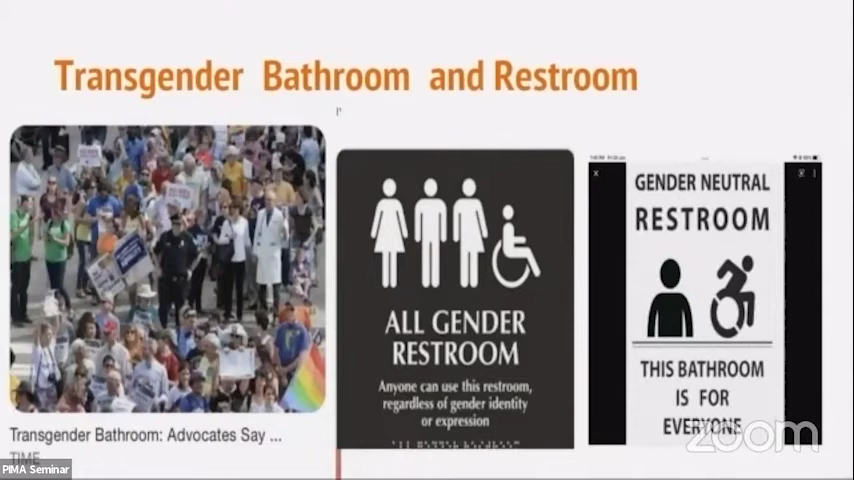 Transgender Bathroom and Restroom
Transgender Bathroom: Advocates Say ...
TIME
ALL GENDER
RESTROOM
Anyone can use this restroom,
regardless of gender identity
or expression
GENDER NEUTRAL
RESTROOM
THIS BATHROOM
IS FOR
EVERYONE
zoom
PIMA Seminar